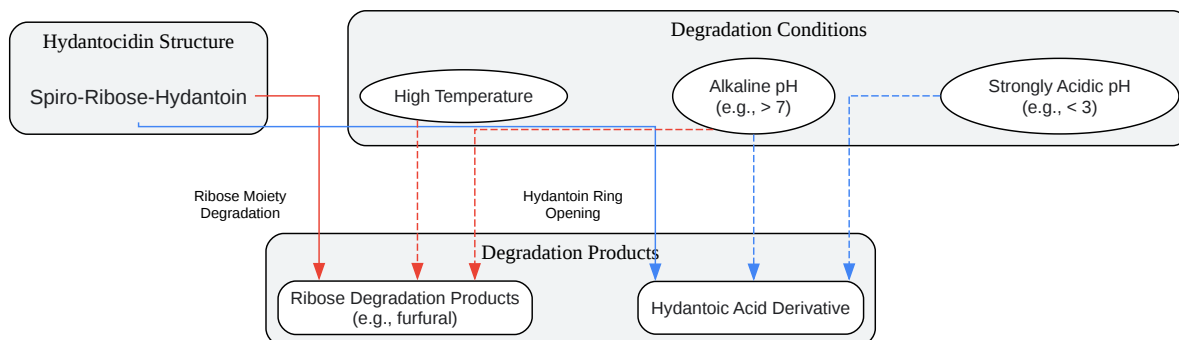 Hydantocidin Structure
Spiro-Ribose-Hydantoin
Degradation Conditions
High Temperature
Alkaline pH
(e.g., > 7)
Strongly Acidic pH
(e.g., < 3)
Ribose Moiety
Degradation
Hydantoin Ring
Opening
Degradation Products
Ribose Degradation Products
(e.g., furfural)
Hydantoic Acid Derivative